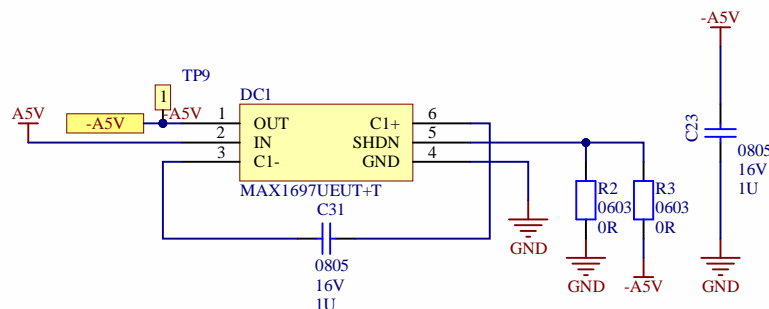 -A5V
TP9
1
A5V
-A5V
-A5V
DC1
1
2
3
OUT
IN
C1-
C1+
SHDN
GND
6
5
4
MAX1697UEUT+T
C31
0805
16V
1U
GND
R2
0603
0R
GND
R3
0603
0R
-A5V
C23
0805
16V
1U
GND